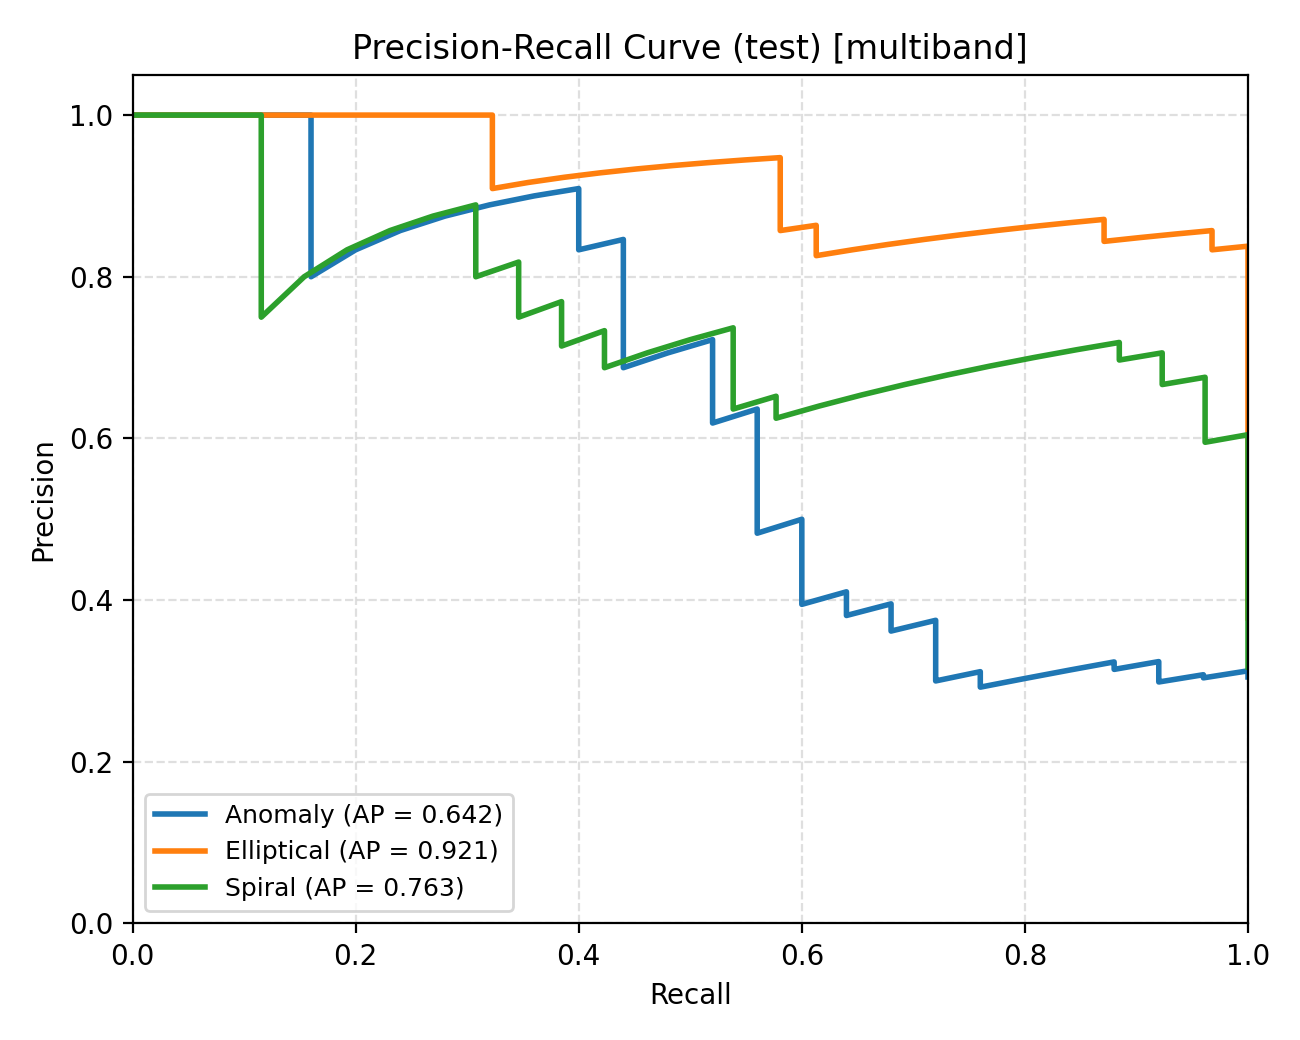 Precision-Recall Curve (test) [multiband]
1.0
0.8
0.6
0.4
0.2
0.0
Precision
Anomaly (AP = 0.642)
Elliptical (AP = 0.921)
Spiral (AP = 0.763)
0.0 0.2 0.4 0.6 0.8 1.0
Recall